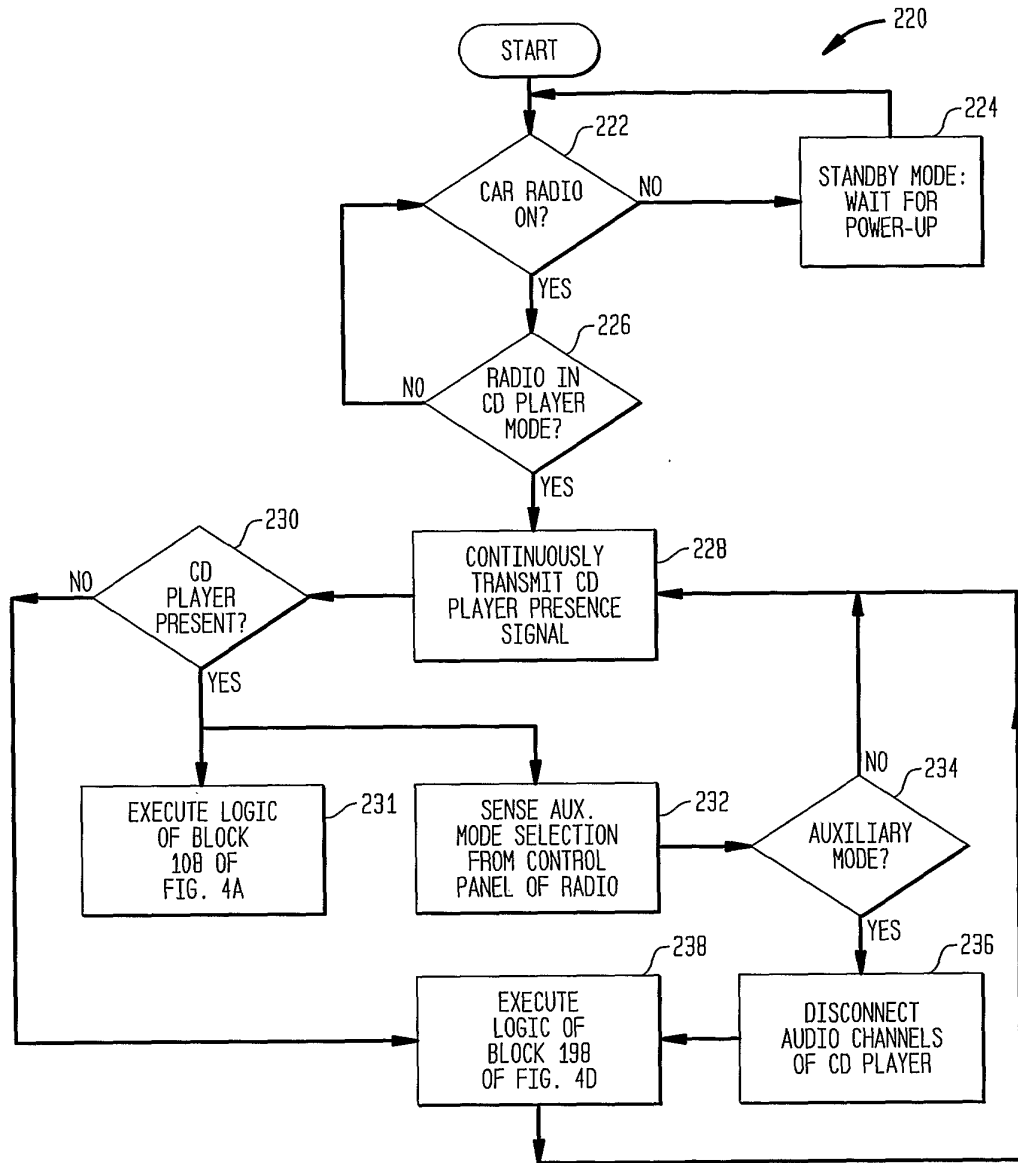 220
START
222
224
CAR RADIO
ON?
NO
STANDBY MODE:
WAIT FOR
POWER-UP
YES
226
NO
RADIO IN
CD PLAYER
MODE?
YES
230
228
NO
CD
PLAYER
PRESENT?
CONTINUOUSLY
TRANSMIT CD
PLAYER PRESENCE
SIGNAL
YES
231
EXECUTE LOGIC
OF BLOCK
108 OF
FIG. 4A
232
SENSE AUX.
MODE SELECTION
FROM CONTROL
PANEL OF RADIO
NO
234
AUXILIARY
MODE?
YES
238
236
EXECUTE
LOGIC OF
BLOCK 198
OF FIG. 4D
DISCONNECT
AUDIO CHANNELS
OF CD PLAYER